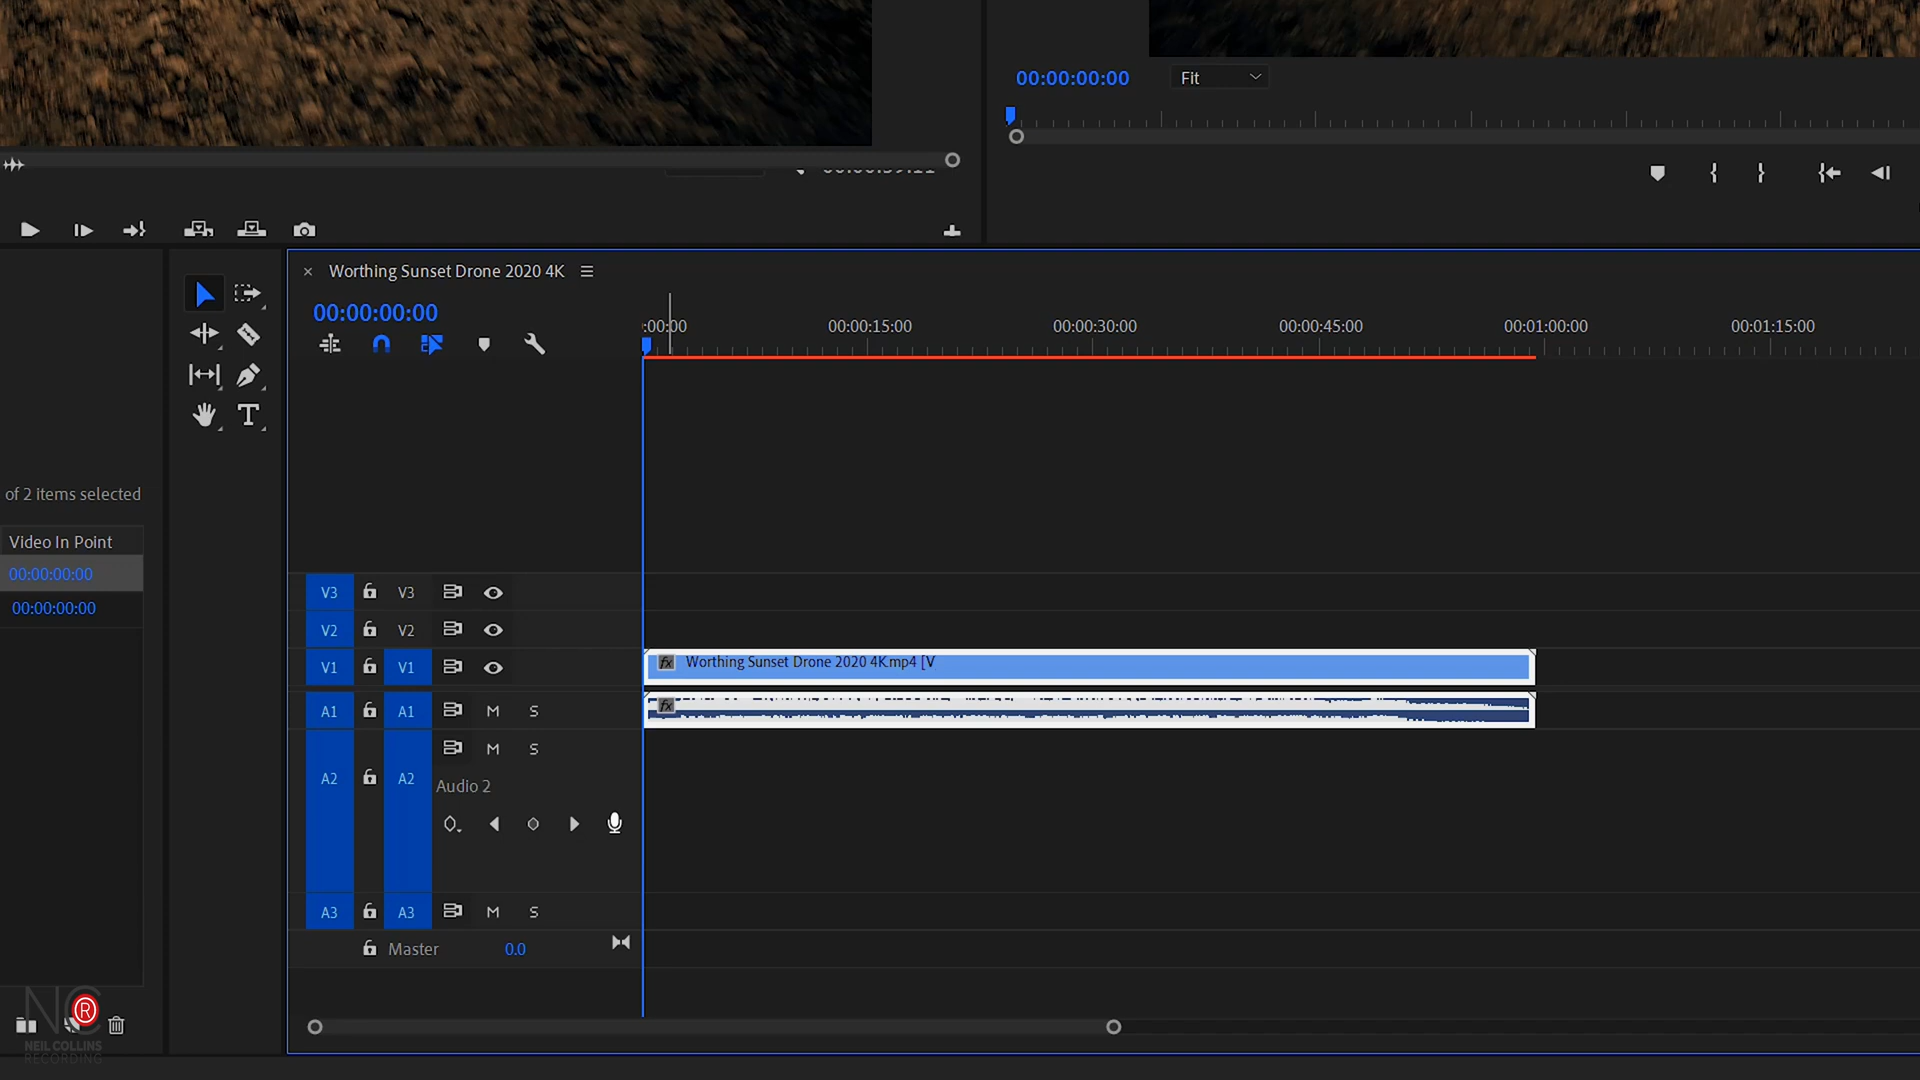 00:00:00:00
Fit
Worthing Sunset Drone 2020 4K
00:00:00:00
:00:00
00:00:15:00
00:00:30:00
00:00:45:00
00:01:00:00
00:01:15:00
of 2 items selected
Video In Point
00:00:00:00
00:00:00:00
V3 V3
V2 V2
V1 V1
fx Worthing Sunset Drone 2020 4K.mp4 [V
A1 A1 M S
fx
M S
A2 A2
Audio 2
A3 A3 M S
Master 0.0
NC R
NEIL COLLINS
RECORDING